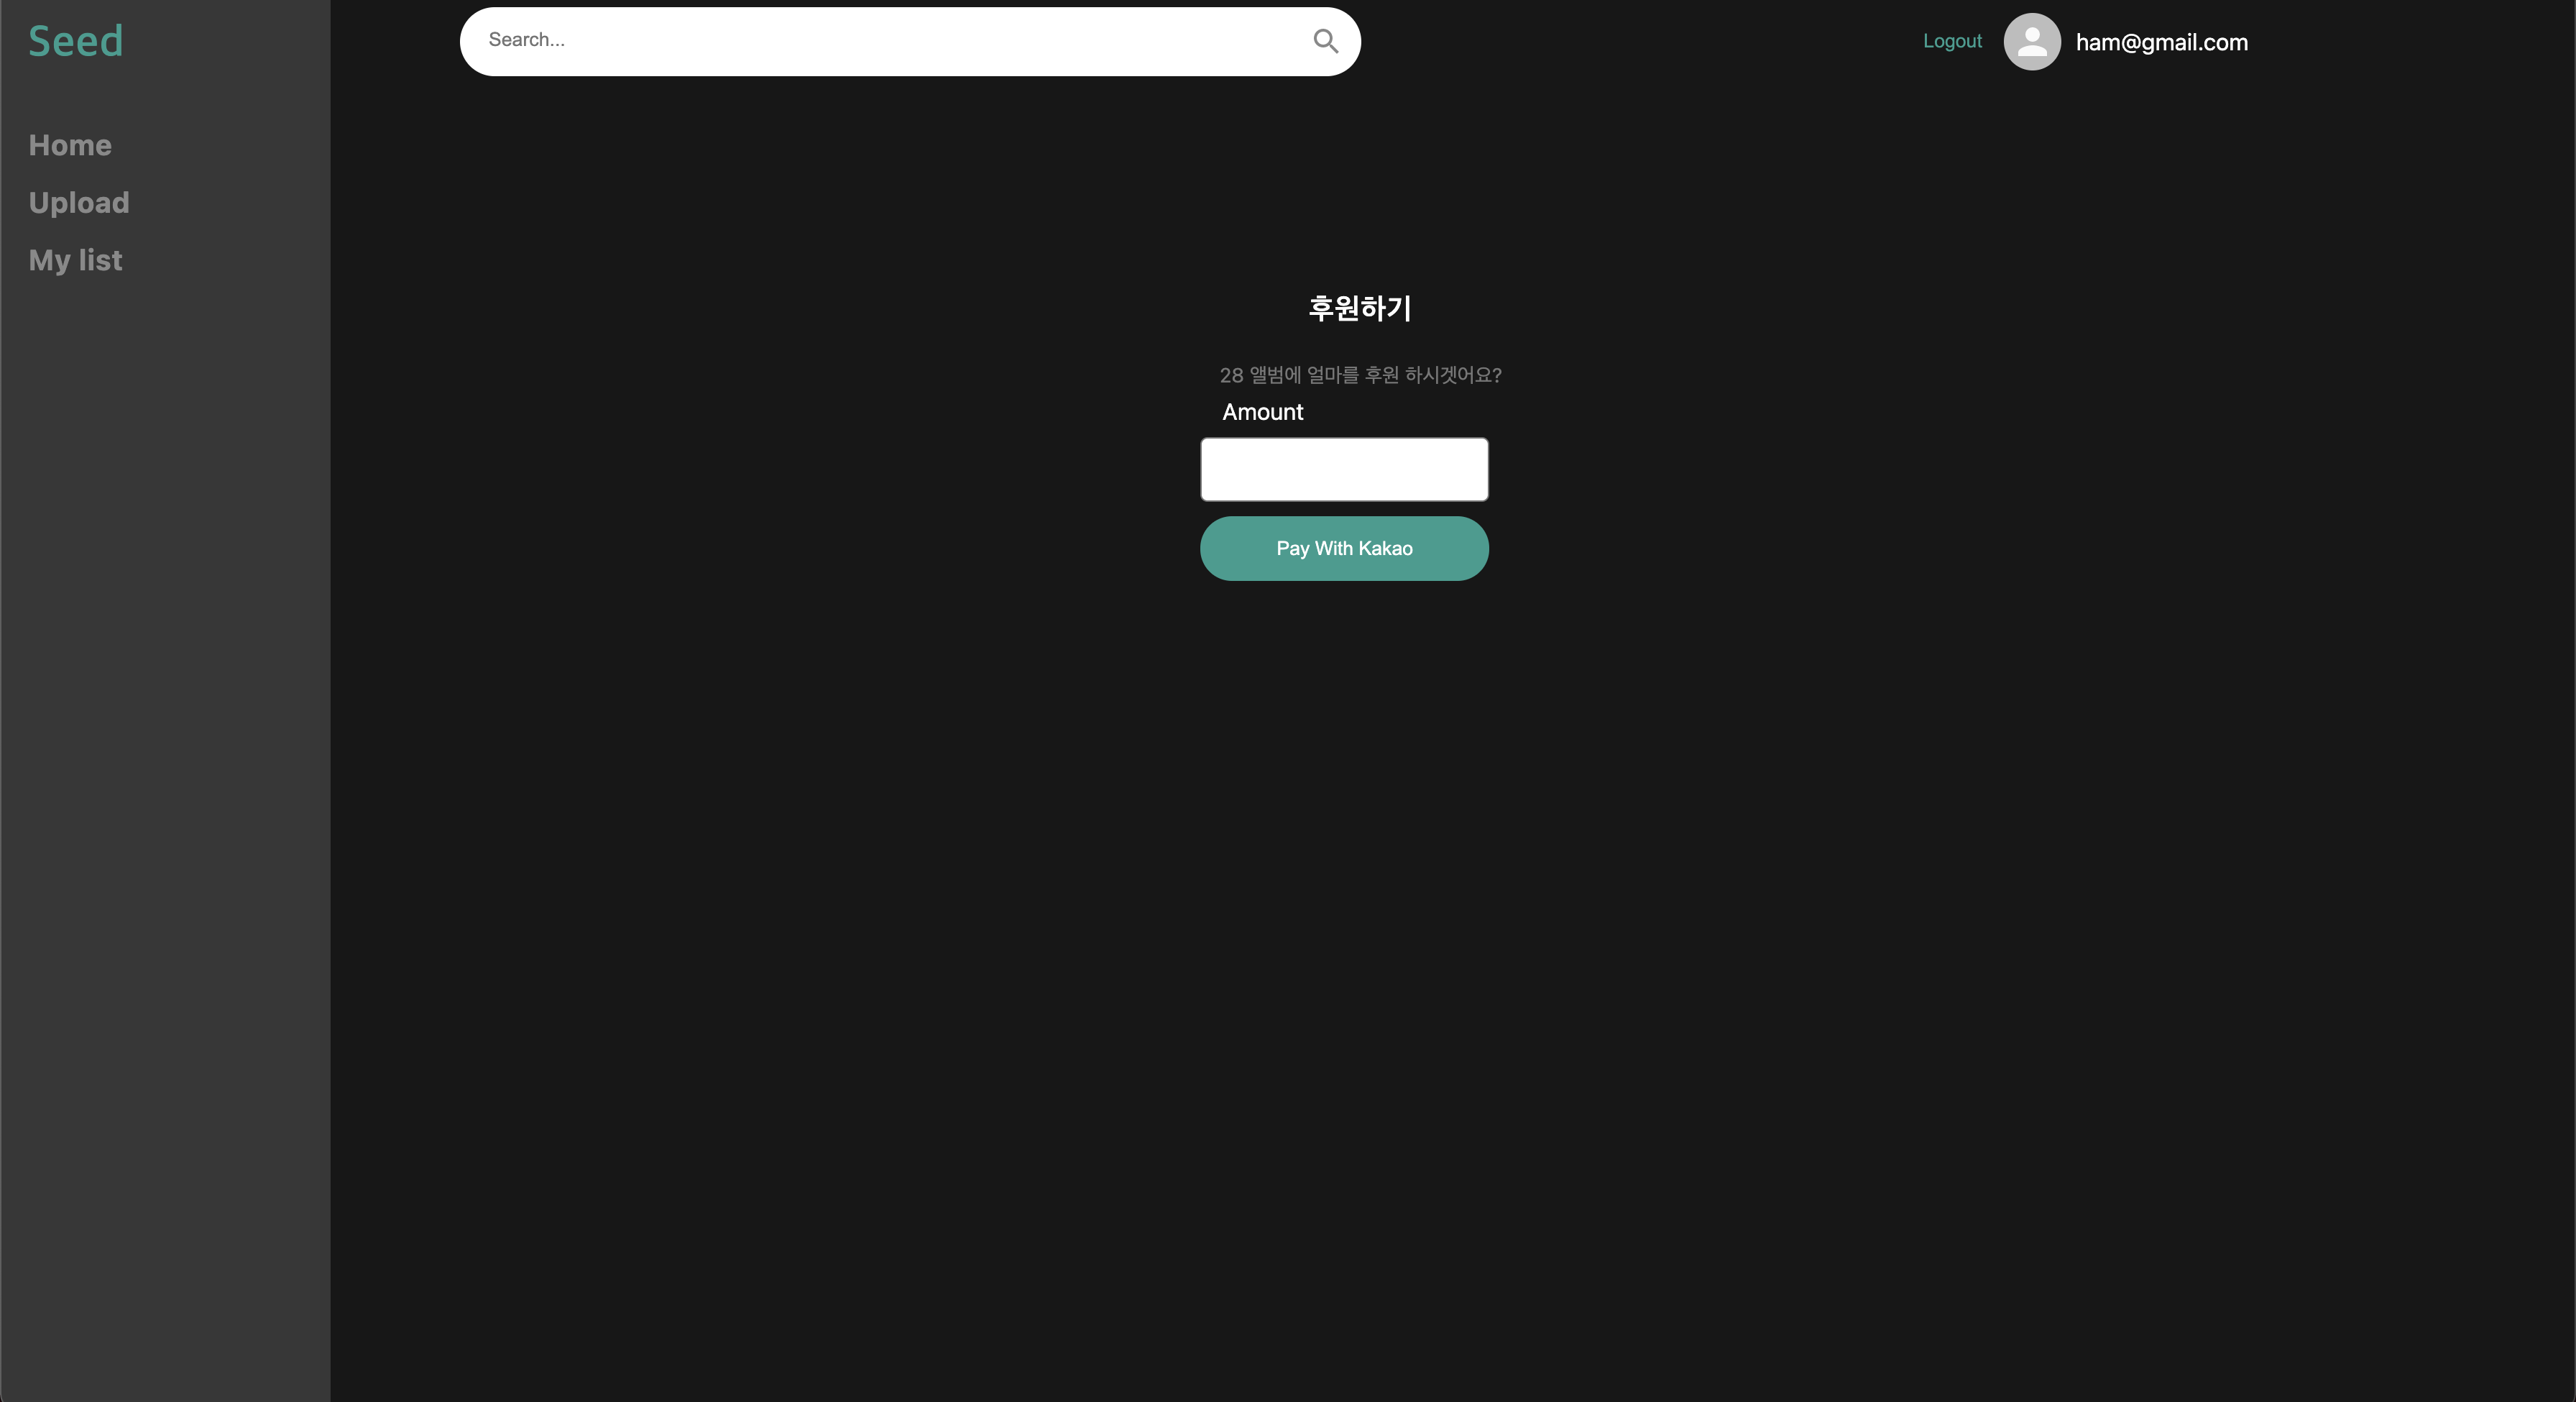 Seed
Search...
Logout
ham@gmail.com
Home
Upload
My list
후원하기
28 앨범에 얼마를 후원 하시겟어요?
Amount
Pay With Kakao